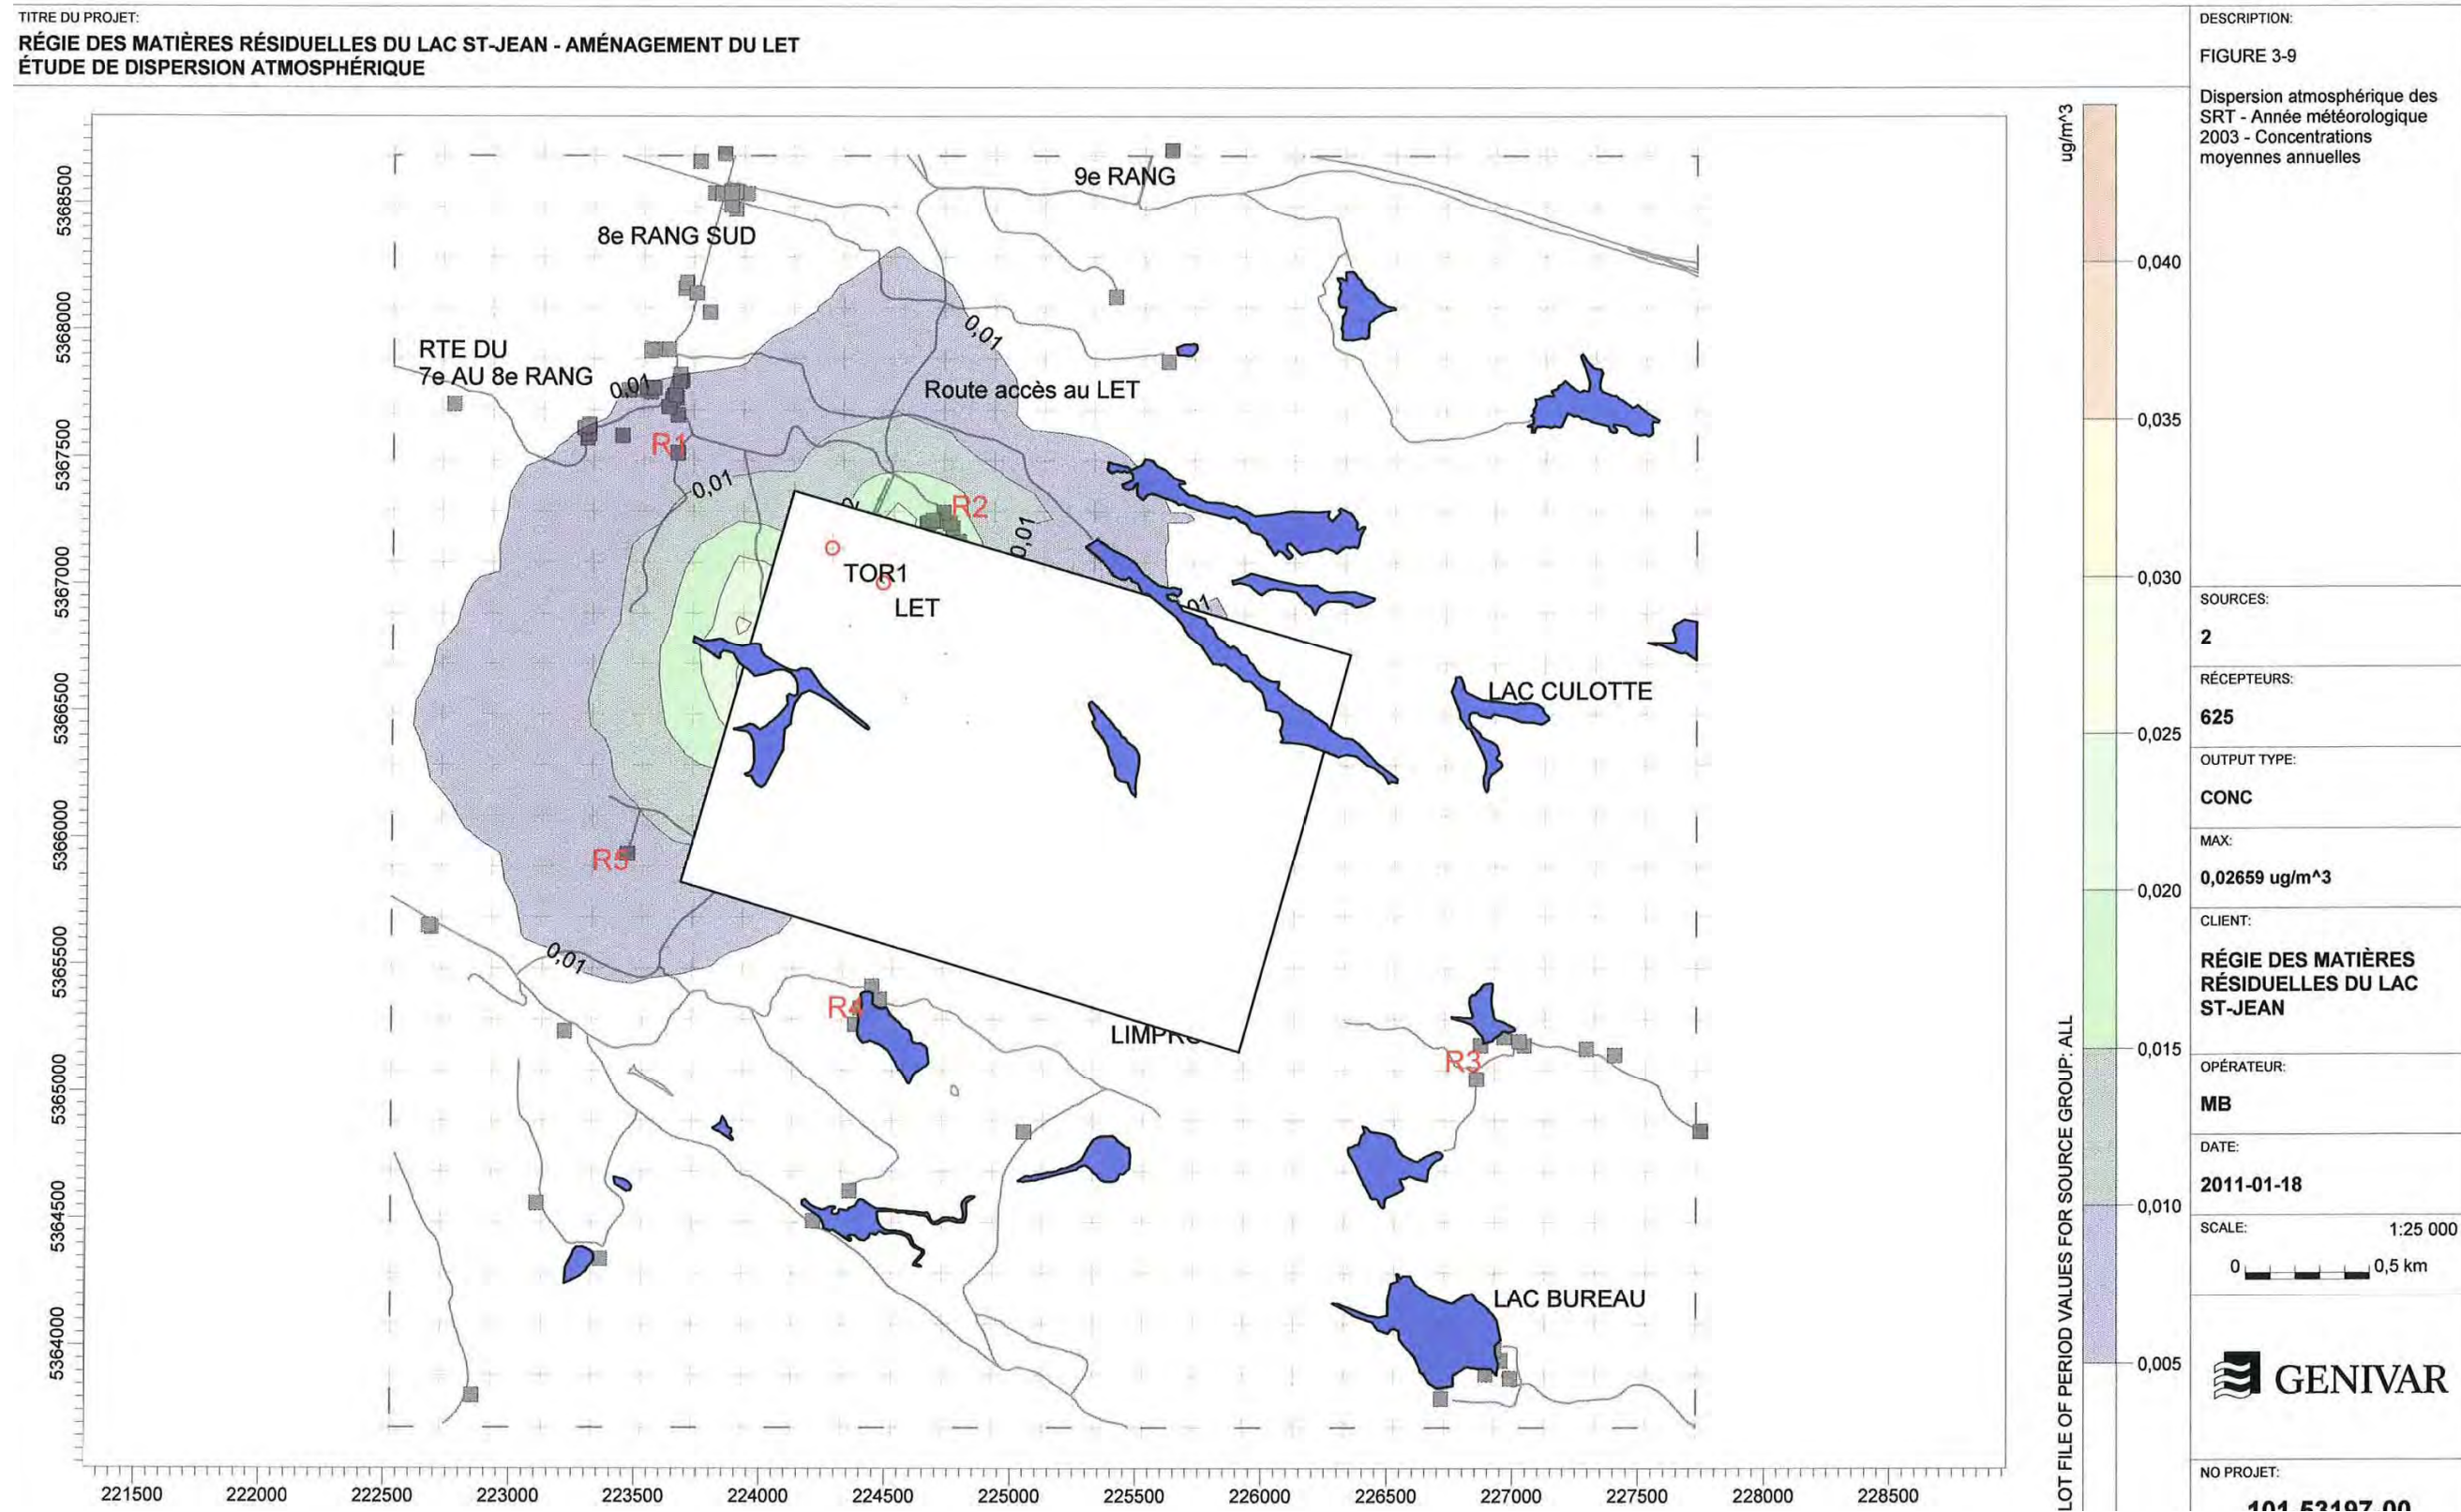 TITRE DU PROJET:
RÉGIE DES MATIÈRES RÉSIDUELLES DU LAC ST-JEAN - AMÉNAGEMENT DU LET
ÉTUDE DE DISPERSION ATMOSPHÉRIQUE
5368500
5368000
5367500
5367000
5366500
5366000
5365500
5365000
5364500
5364000
9e RANG
8e RANG SUD
0,01
RTE DU
7e AU 8e RANG
0,01
Route accès au LET
R1
0,01
R2
0,01
TOR1
LET
01
LAC CULOTTE
R5
0,01
R4
R3
LAC BUREAU
221500 222000 222500 223000 223500 224000 224500 225000 225500 226000 226500 227000 227500 228000 228500
ug/m^3
0,040
0,035
0,030
0,025
0,020
0,015
0,010
0,005
LOT FILE OF PERIOD VALUES FOR SOURCE GROUP: ALL
DESCRIPTION:
FIGURE 3-9
Dispersion atmosphérique des
SRT - Année météorologique
2003 - Concentrations
moyennes annuelles
SOURCES:
2
RÉCEPTEURS:
625
OUTPUT TYPE:
CONC
MAX:
0,02659 ug/m^3
CLIENT:
RÉGIE DES MATIÈRES
RÉSIDUELLES DU LAC
ST-JEAN
OPÉRATEUR:
MB
DATE:
2011-01-18
SCALE: 1:25 000
0 0,5 km
GENIVAR
NO PROJET:
101-53197-00